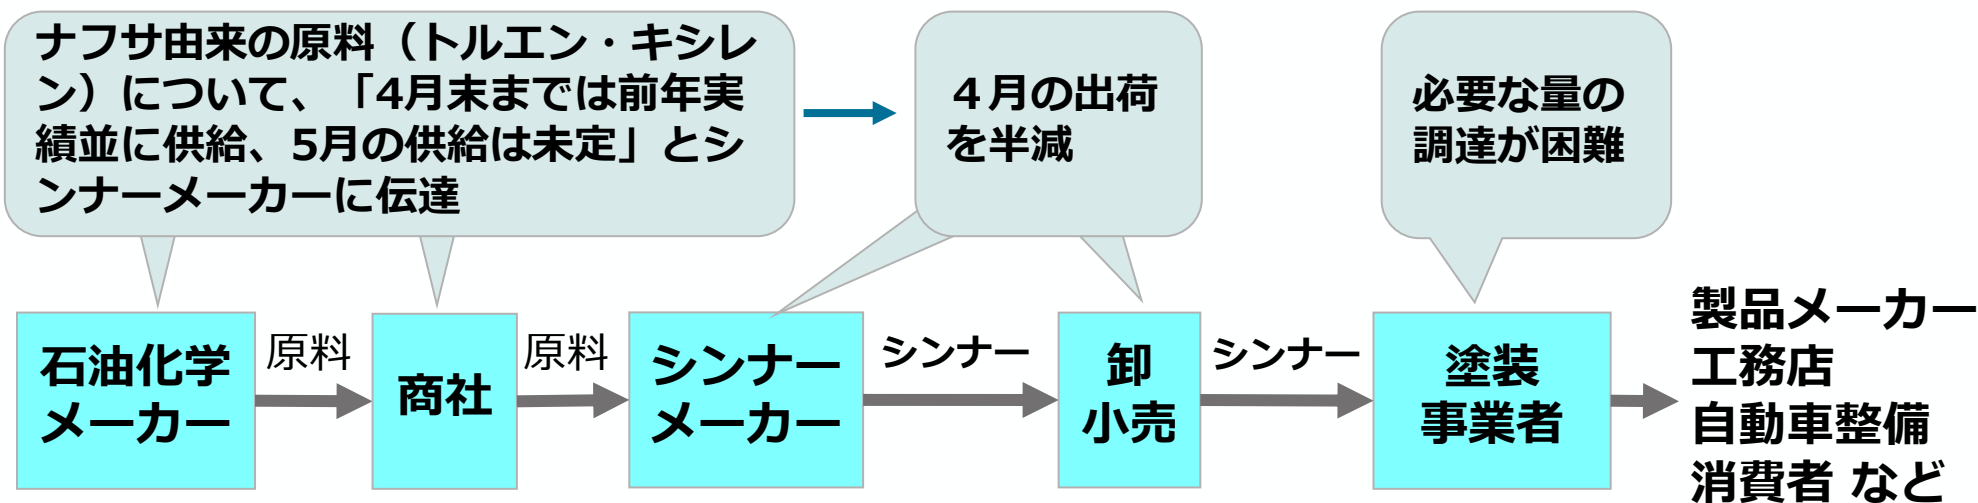 ナフサ由来の原料（トルエン・キシレ
ン）について、「4月末までは前年実
績並に供給、5月の供給は未定」とシ
ンナーメーカーに伝達
４月の出荷
を半減
必要な量の
調達が困難
石油化学
メーカー
原料
商社
原料
シンナー
メーカー
シンナー
卸
小売
シンナー
塗装
事業者
製品メーカー
工務店
自動車整備
消費者 など